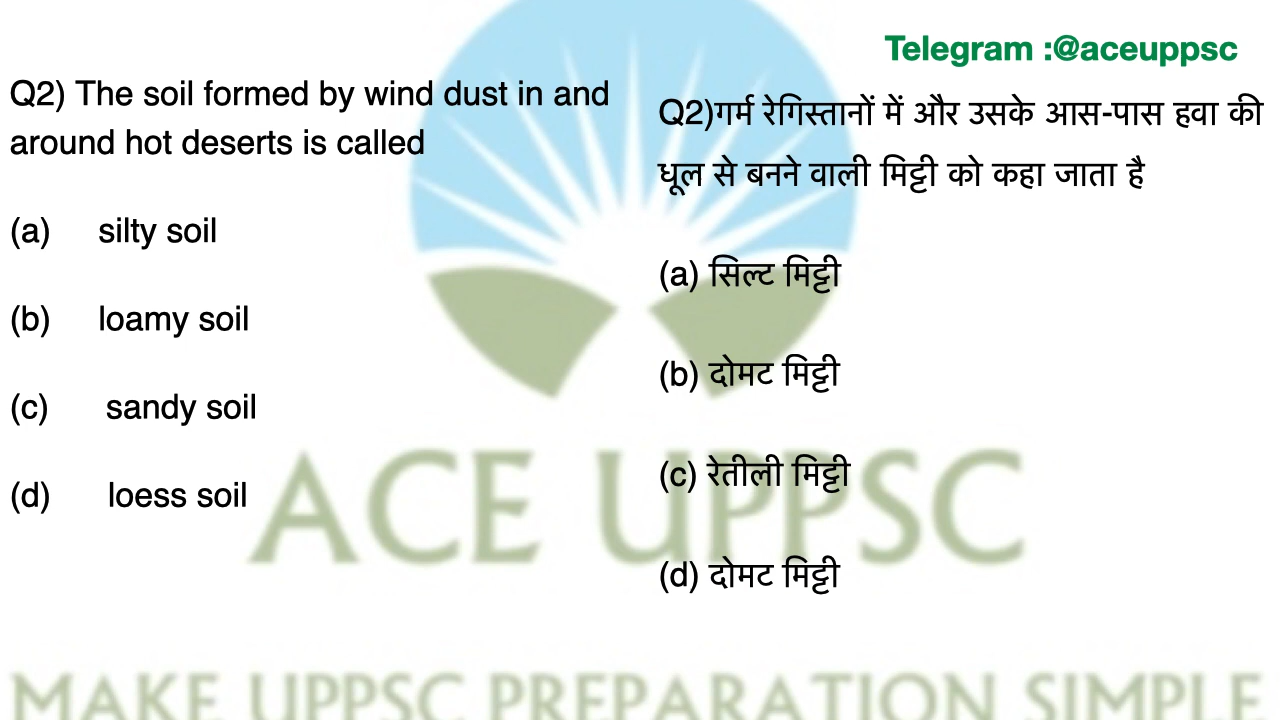 Telegram :@aceuppsc
Q2) The soil formed by wind dust in and
around hot deserts is called
(a) silty soil
(b) loamy soil
(c) sandy soil
(d) loess soil
Q2)गर्म रेगिस्तानों में और उसके आस-पास हवा की
धूल से बनने वाली मिट्टी को कहा जाता है
(a) सिल्ट मिट्टी
(b) दोमट मिट्टी
(c) रेतीली मिट्टी
(d) दोमट मिट्टी
ACE UPPSC
MAKE UPPSC PREPARATION SIMPLE